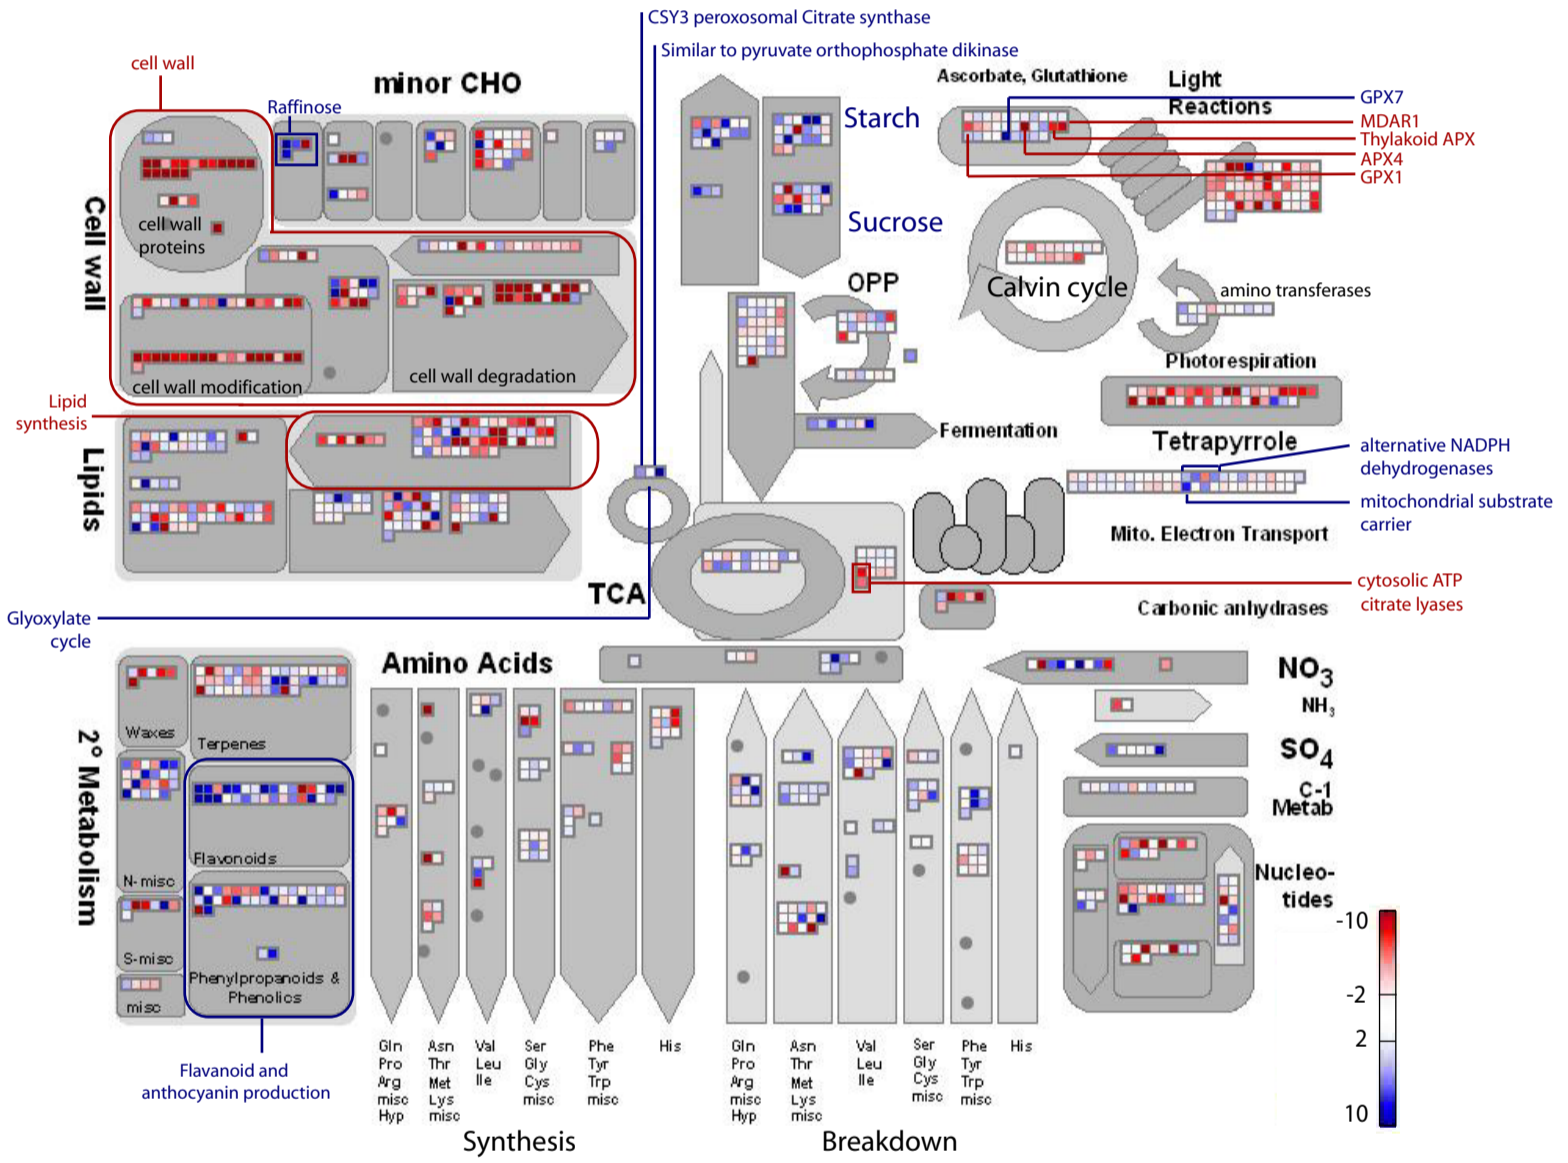 CSY3 peroxosomal Citrate synthase
Similar to pyruvate orthophosphate dikinase
cell wall
minor CHO
Raffinose
Ascorbate, Glutathione
Light
Reactions
Starch
Sucrose
GPX7
MDAR1
Thylakoid APX
APX4
GPX1
Cell wall
cell wall
proteins
OPP
Calvin cycle
amino transferases
Photorespiration
cell wall modification
cell wall degradation
Lipid
synthesis
Lipids
Fermentation
Tetrapyrrole
alternative NADPH
dehydrogenases
mitochondrial substrate
carrier
Mito. Electron Transport
TCA
cytosolic ATP
citrate lyases
Carbonic anhydrases
Glyoxylate
cycle
Amino Acids
NO3
NH3
SO4
C-1
Metab
Nucleo-
tides
2° Metabolism
Waxes
Terpenes
N-misc
Flavonoids
S-misc
Phenylpropanoids &
Phenolics
misc
Flavanoid and
anthocyanin production
Gln
Pro
Arg
misc
Hyp
Asn
Thr
Met
Lys
misc
Val
Leu
Ile
Ser
Gly
Cys
misc
Phe
Tyr
Trp
misc
His
Gln
Pro
Arg
misc
Hyp
Asn
Thr
Met
Lys
misc
Val
Leu
Ile
Ser
Gly
Cys
misc
Phe
Tyr
Trp
misc
His
Synthesis
Breakdown
-10
-2
2
10